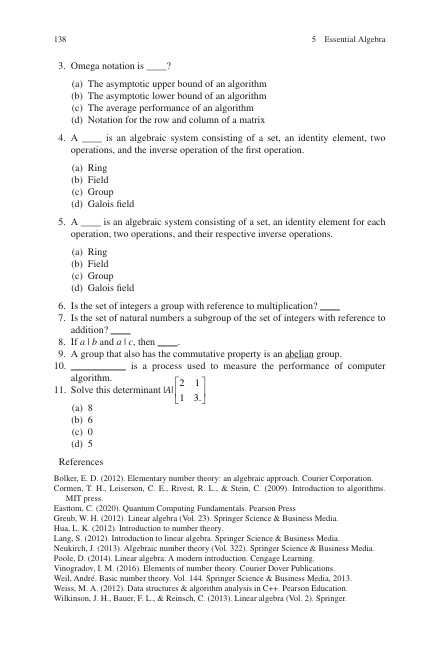 138
5 Essential Algebra
3. Omega notation is ____?
(a) The asymptotic upper bound of an algorithm
(b) The asymptotic lower bound of an algorithm
(c) The average performance of an algorithm
(d) Notation for the row and column of a matrix
4. A ____ is an algebraic system consisting of a set, an identity element, two
operations, and the inverse operation of the first operation.
(a) Ring
(b) Field
(c) Group
(d) Galois field
5. A ____ is an algebraic system consisting of a set, an identity element for each
operation, two operations, and their respective inverse operations.
(a) Ring
(b) Field
(c) Group
(d) Galois field
6. Is the set of integers a group with reference to multiplication? ____
7. Is the set of natural numbers a subgroup of the set of integers with reference to
addition? ____
8. If a | b and a | c, then ____.
9. A group that also has the commutative property is an abelian group.
10. ___________ is a process used to measure the performance of computer
algorithm.
11. Solve this determinant |A| [2 1
1 3.]
(a) 8
(b) 6
(c) 0
(d) 5
References
Bolker, E. D. (2012). Elementary number theory: an algebraic approach. Courier Corporation.
Cormen, T. H., Leiserson, C. E., Rivest, R. L., & Stein, C. (2009). Introduction to algorithms.
MIT press.
Easttom, C. (2020). Quantum Computing Fundamentals. Pearson Press
Greub, W. H. (2012). Linear algebra (Vol. 23). Springer Science & Business Media.
Hua, L. K. (2012). Introduction to number theory.
Lang, S. (2012). Introduction to linear algebra. Springer Science & Business Media.
Neukirch, J. (2013). Algebraic number theory (Vol. 322). Springer Science & Business Media.
Poole, D. (2014). Linear algebra: A modern introduction. Cengage Learning.
Vinogradov, I. M. (2016). Elements of number theory. Courier Dover Publications.
Weil, André. Basic number theory. Vol. 144. Springer Science & Business Media, 2013.
Weiss, M. A. (2012). Data structures & algorithm analysis in C++. Pearson Education.
Wilkinson, J. H., Bauer, F. L., & Reinsch, C. (2013). Linear algebra (Vol. 2). Springer.